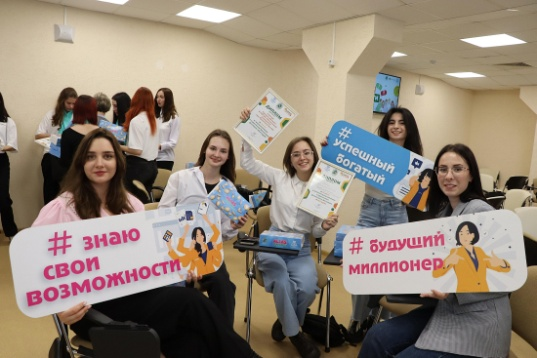 # знаю
свои
возможности
#
успешный
богатый
# будущий
миллионер